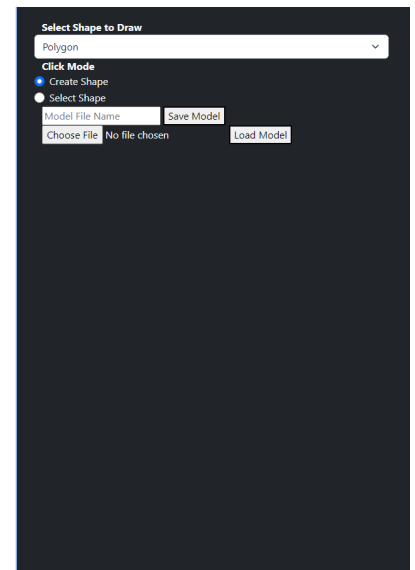 Select Shape to Draw
Polygon
Click Mode
Create Shape
Select Shape
Model File Name Save Model
Choose File No file chosen Load Model